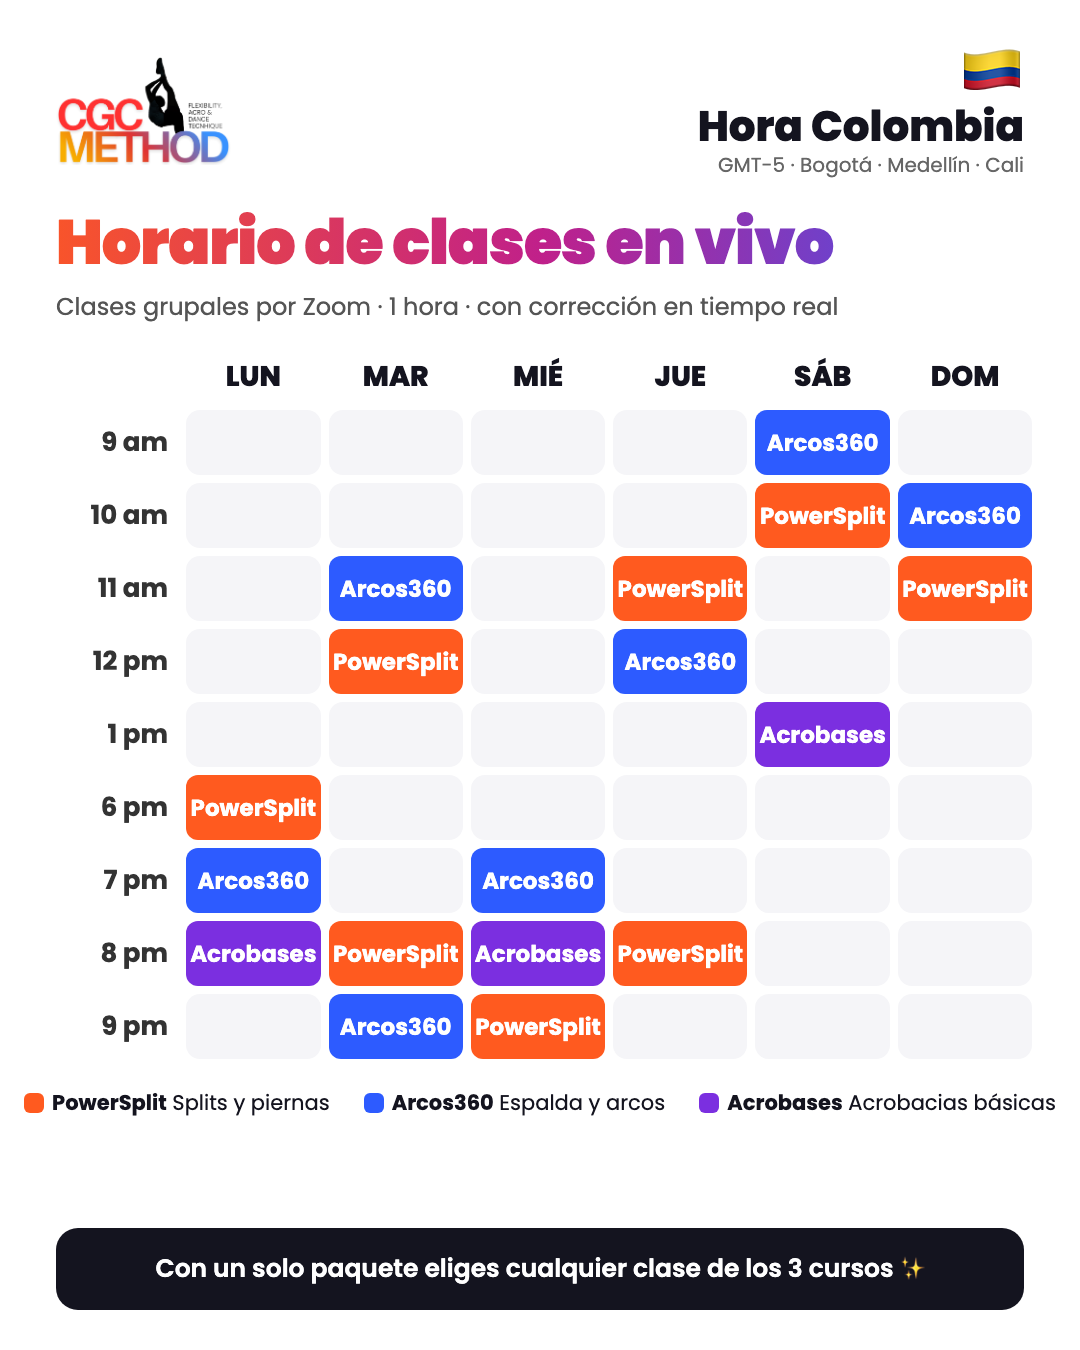 CGC
METHOD
FLEXIBILITY,
ACRO &
DANCE
TECNHIQUE
Hora Colombia
GMT-5 · Bogotá · Medellín · Cali
Horario de clases en vivo
Clases grupales por Zoom · 1 hora · con corrección en tiempo real
LUN MAR MIÉ JUE SÁB DOM
9 am Arcos360
10 am PowerSplit Arcos360
11 am Arcos360 PowerSplit PowerSplit
12 pm PowerSplit Arcos360
1 pm Acrobases
6 pm PowerSplit
7 pm Arcos360 Arcos360
8 pm Acrobases PowerSplit Acrobases PowerSplit
9 pm Arcos360 PowerSplit
PowerSplit Splits y piernas Arcos360 Espalda y arcos Acrobases Acrobacias básicas
Con un solo paquete eliges cualquier clase de los 3 cursos ✨